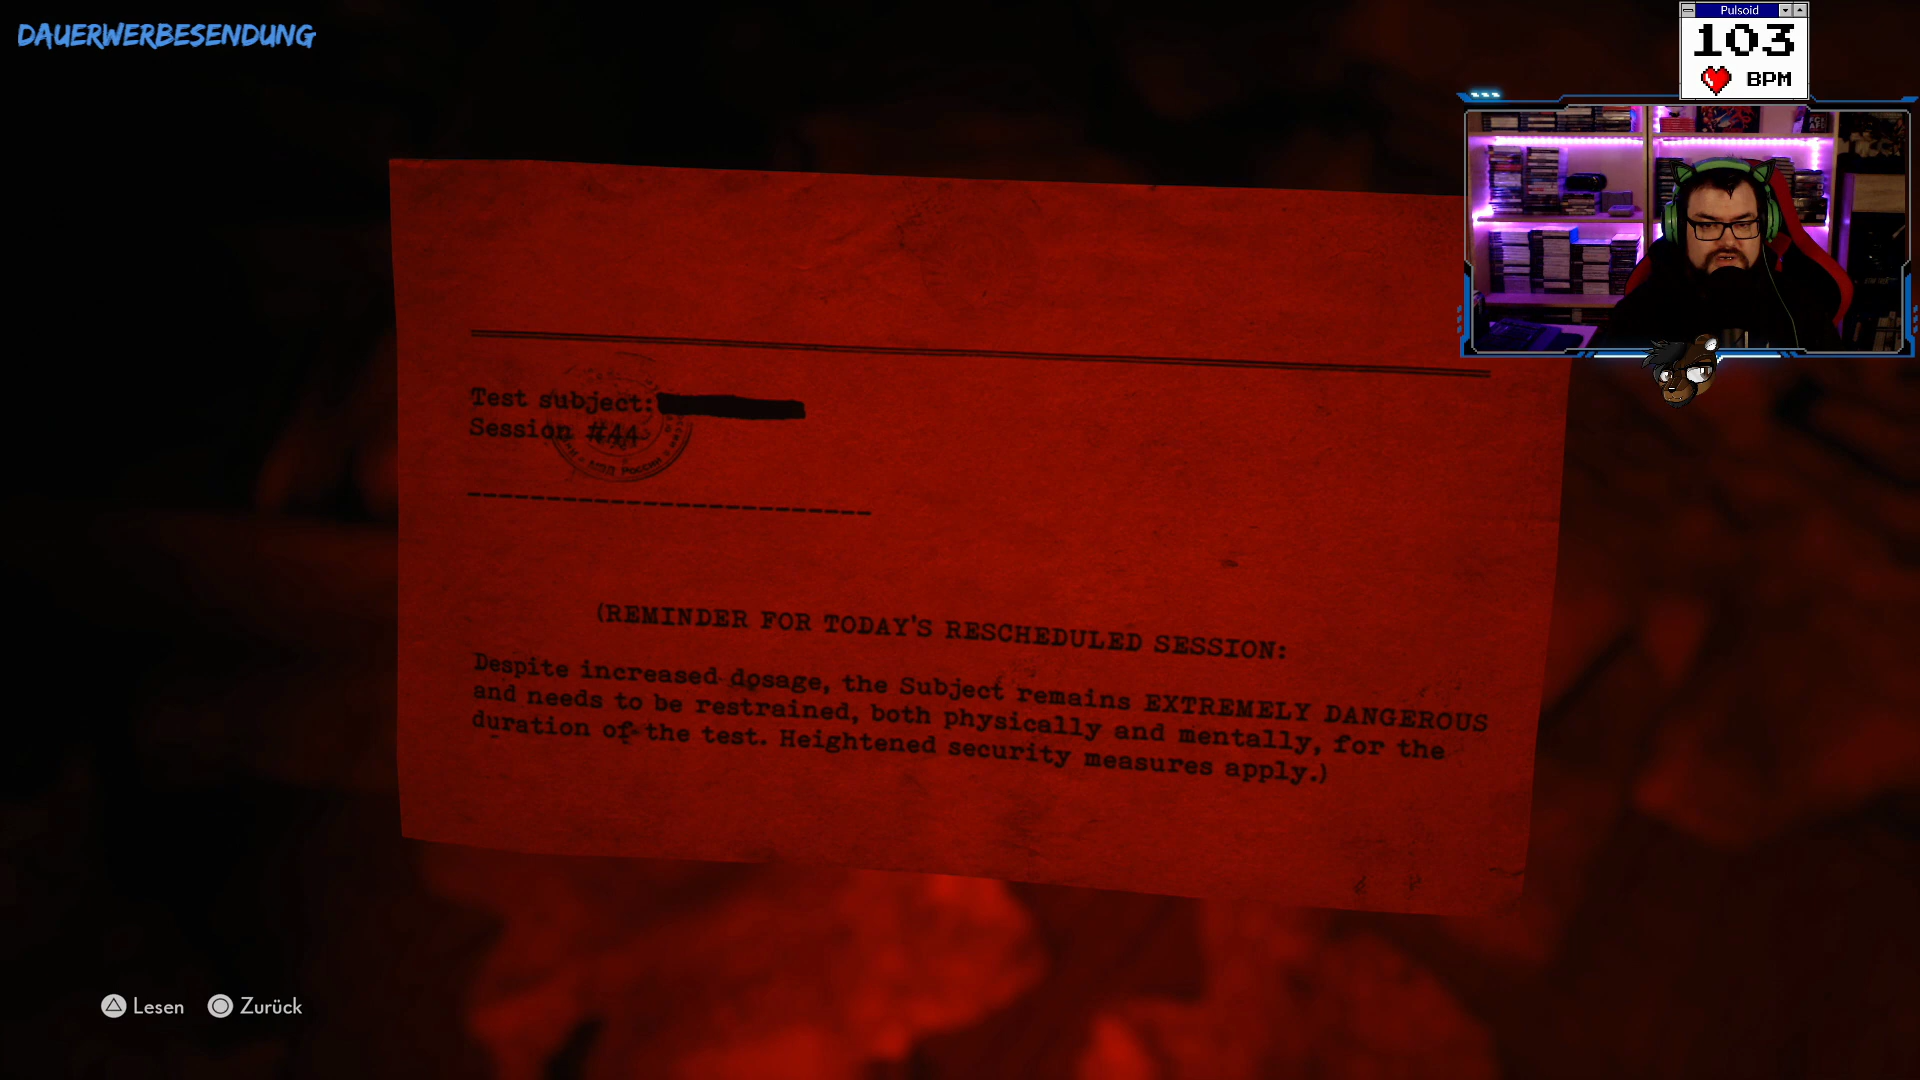 DAUERWERBESENDUNG
Pulsoid
103
BPM
Test subject:
Session #44
МВД России
(REMINDER FOR TODAY'S RESCHEDULED SESSION:
Despite increased dosage, the Subject remains EXTREMELY DANGEROUS
and needs to be restrained, both physically and mentally, for the
duration of the test. Heightened security measures apply.)
Lesen
Zurück